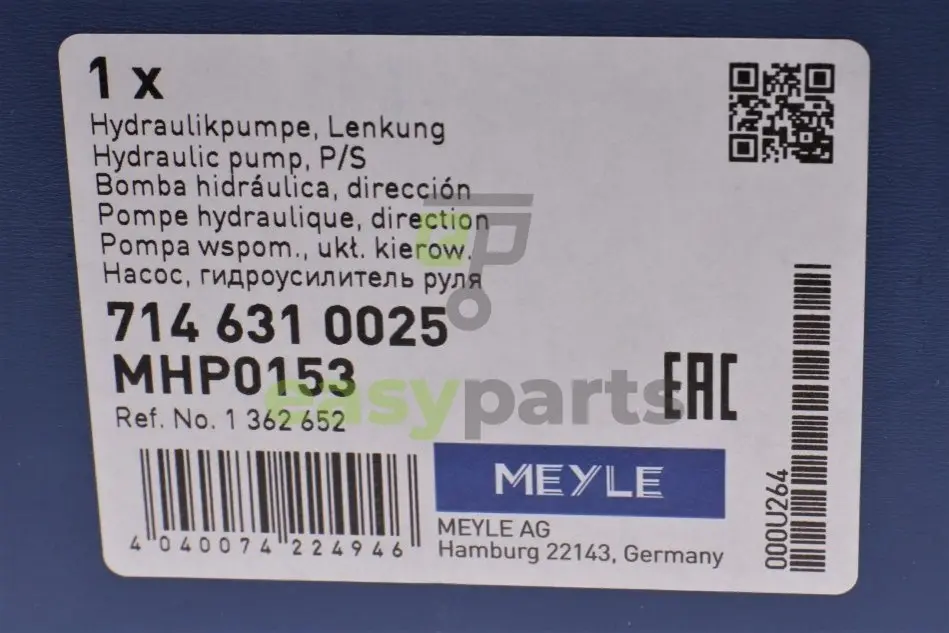 1 x
Hydraulikpumpe, Lenkung
Hydraulic pump, P/S
Bomba hidráulica, dirección
Pompe hydraulique, direction
Pompa wspom., ukł. kierow.
Насос, гидроусилитель руля
714 631 0025
MHP0153
Ref. No. 1 362 652
EAC
ep
easyparts
MEYLE
MEYLE AG
Hamburg 22143, Germany
4 040074 224946
000U264